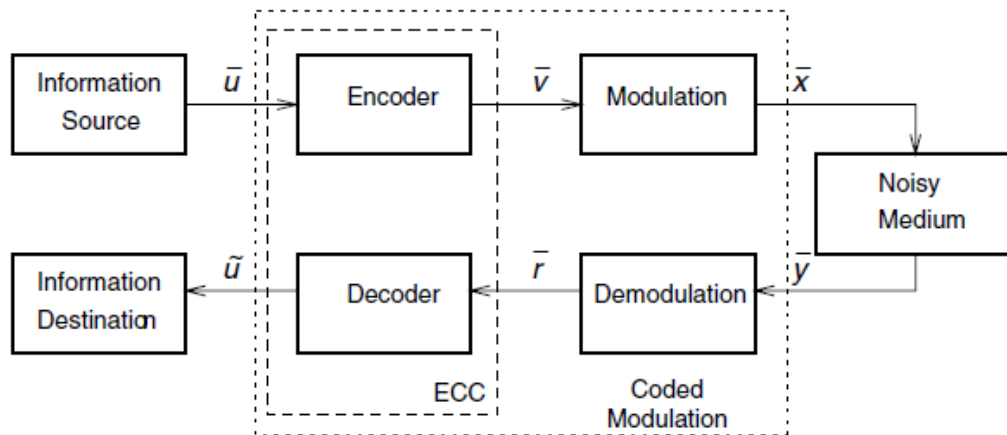 Information
Source
u̅
Encoder
v̅
Modulation
x̅
Noisy
Medium
Information
Destination
ũ
Decoder
r̅
Demodulation
y̅
ECC
Coded
Modulation